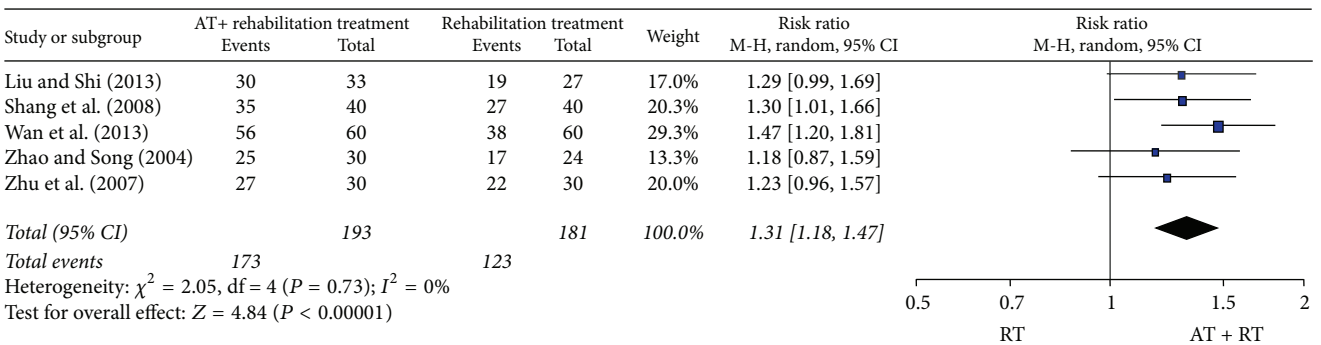 AT+ rehabilitation treatment Rehabilitation treatment Risk ratio Risk ratio
Study or subgroup Events Total Events Total Weight M-H, random, 95% CI M-H, random, 95% CI
Liu and Shi (2013) 30 33 19 27 17.0% 1.29 [0.99, 1.69]
Shang et al. (2008) 35 40 27 40 20.3% 1.30 [1.01, 1.66]
Wan et al. (2013) 56 60 38 60 29.3% 1.47 [1.20, 1.81]
Zhao and Song (2004) 25 30 17 24 13.3% 1.18 [0.87, 1.59]
Zhu et al. (2007) 27 30 22 30 20.0% 1.23 [0.96, 1.57]
Total (95% CI) 193 181 100.0% 1.31 [1.18, 1.47]
Total events 173 123
Heterogeneity: χ² = 2.05, df = 4 (P = 0.73); I² = 0%
Test for overall effect: Z = 4.84 (P < 0.00001)
0.5 0.7 1 1.5 2
RT AT + RT